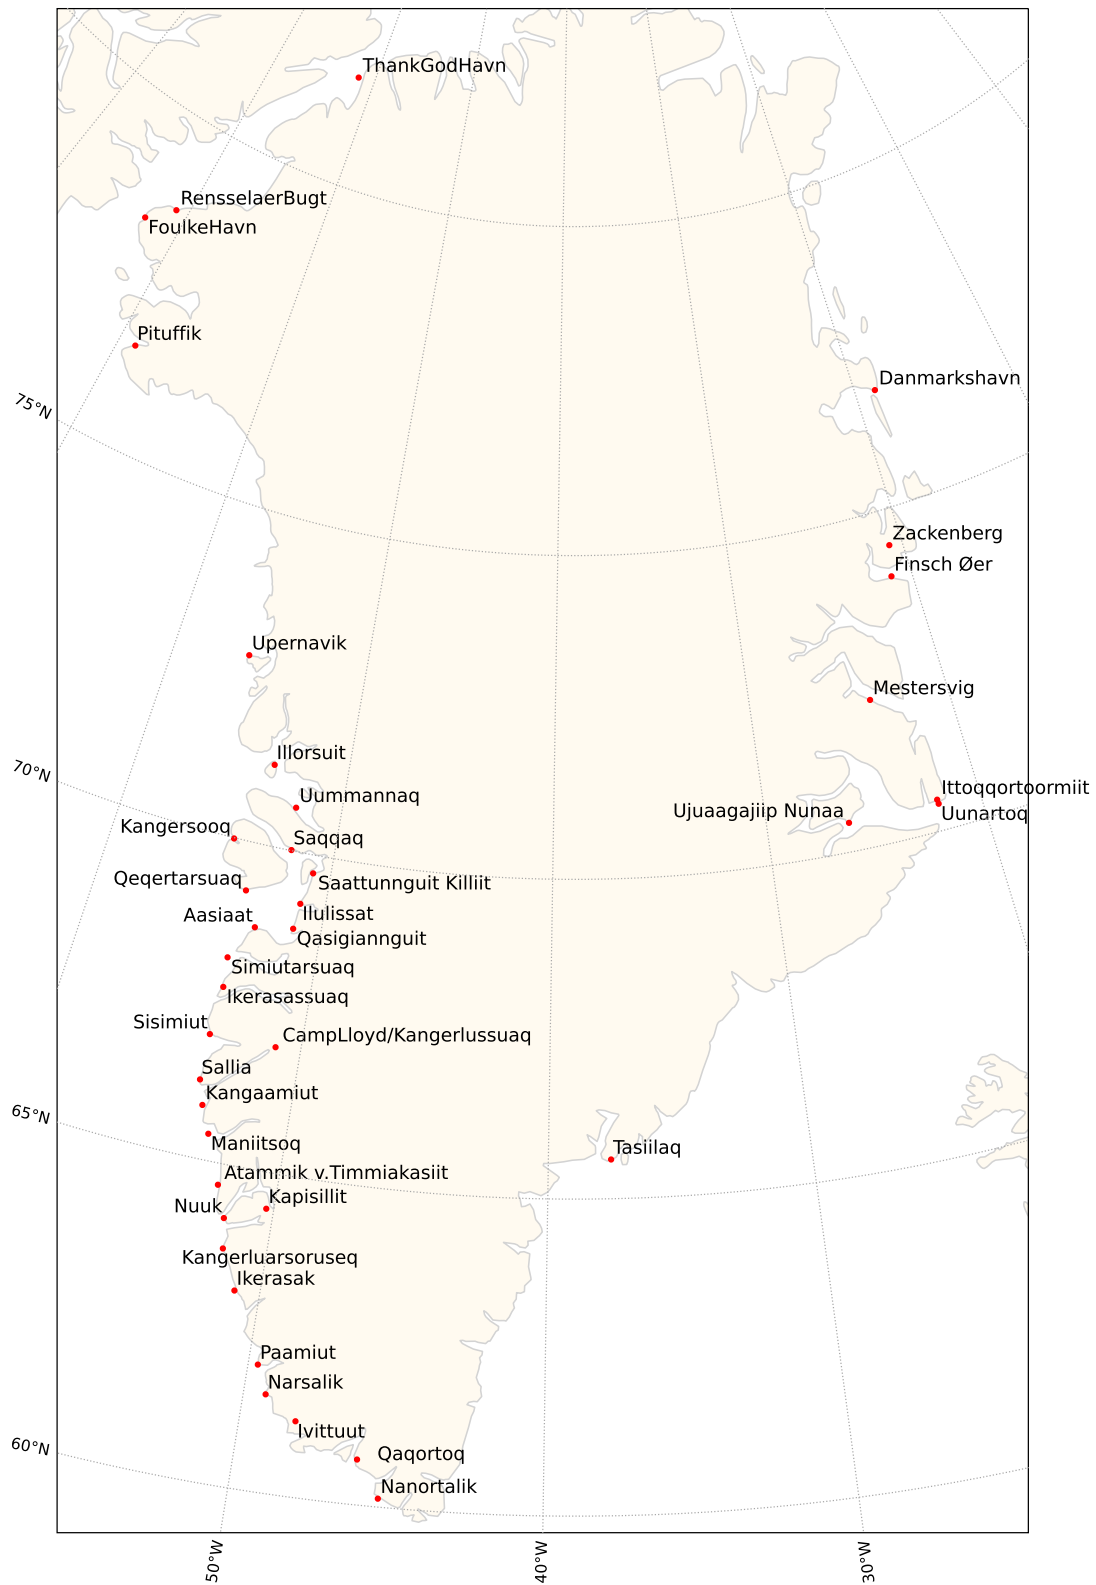 ThankGodHavn
RensselaerBugt
FoulkeHavn
Pituffik
Danmarkshavn
75°N
Zackenberg
Finsch Øer
Upernavik
Mestersvig
Illorsuit
70°N
Ittoqqortoormiit
Uummannaq
Ujuaagajiip Nunaa
Uunartoq
Kangersooq
Saqqaq
Qeqertarsuaq
Saattunnguit Killiit
Aasiaat
Ilulissat
Qasigiannguit
Simiutarsuaq
Ikerasassuaq
Sisimiut
CampLloyd/Kangerlussuaq
Sallia
Kangaamiut
65°N
Maniitsoq
Tasiilaq
Atammik v.Timmiakasiit
Kapisillit
Nuuk
Kangerluarsoruseq
Ikerasak
Paamiut
Narsalik
Ivittuut
60°N
Qaqortoq
Nanortalik
50°W
40°W
30°W